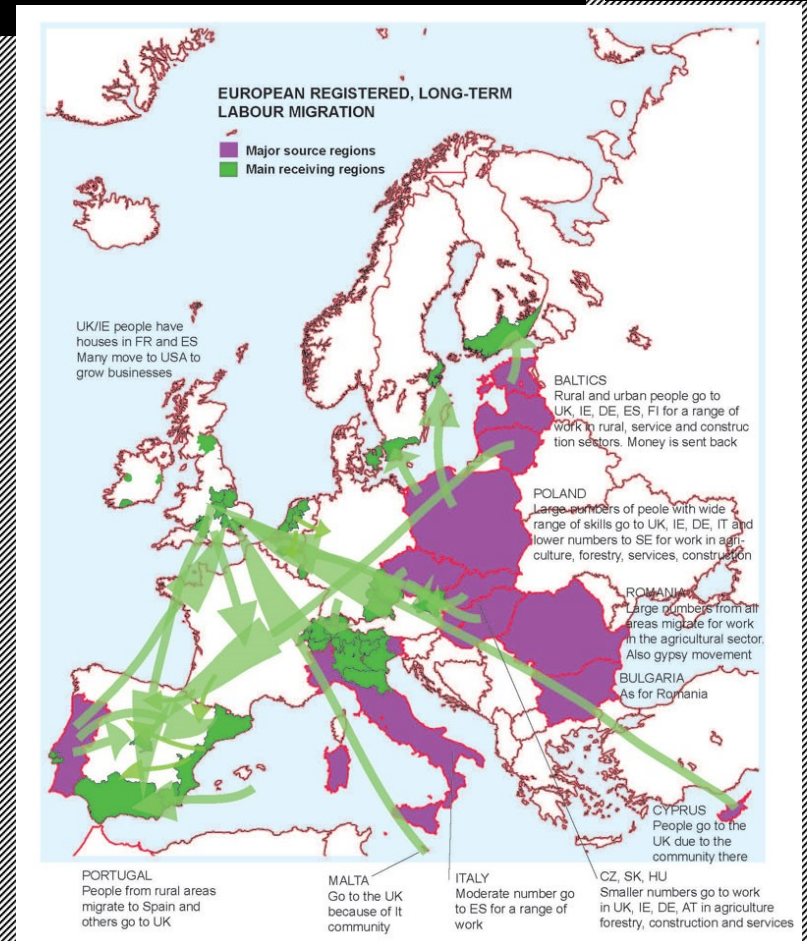 EUROPEAN REGISTERED, LONG-TERM
LABOUR MIGRATION
Major source regions
Main receiving regions
UK/IE people have
houses in FR and ES
Many move to USA to
grow businesses
BALTICS
Rural and urban people go to
UK, IE, DE, ES, FI for a range of
work in rural, service and construc
tion sectors. Money is sent back
POLAND
Large numbers of peole with wide
range of skills go to UK, IE, DE, IT and
lower numbers to SE for work in agri-
culture, forestry, services, construction
ROMANIA
Large numbers from all
areas migrate for work
in the agricultural sector.
Also gypsy movement
BULGARIA
As for Romania
CYPRUS
People go to the
UK due to the
community there
PORTUGAL
People from rural areas
migrate to Spain and
others go to UK
MALTA
Go to the UK
because of It
community
ITALY
Moderate number go
to ES for a range of
work
CZ, SK, HU
Smaller numbers go to work
in UK, IE, DE, AT in agriculture
forestry, construction and services